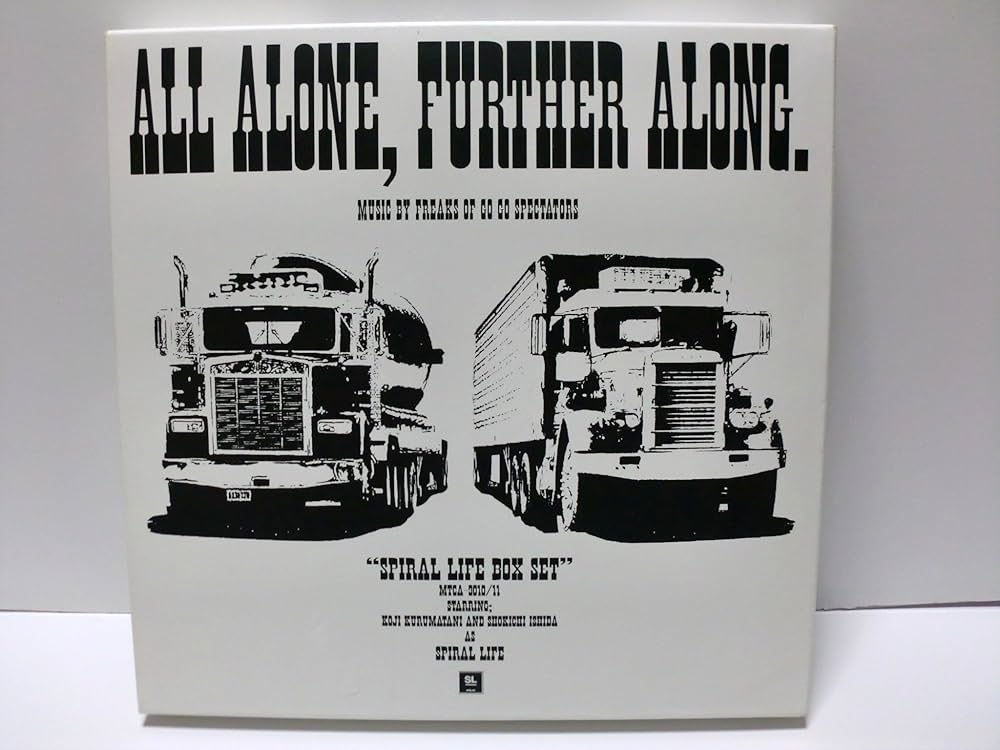 ALL ALONE, FURTHER ALONG.
MUSIC BY FREAKS OF GO GO SPECTATORS
“SPIRAL LIFE BOX SET”
MTCA-2010/11
STARRING;
KOJI KURUMATANI AND SHOKICHI ISHIDA
AS
SPIRAL LIFE
SL